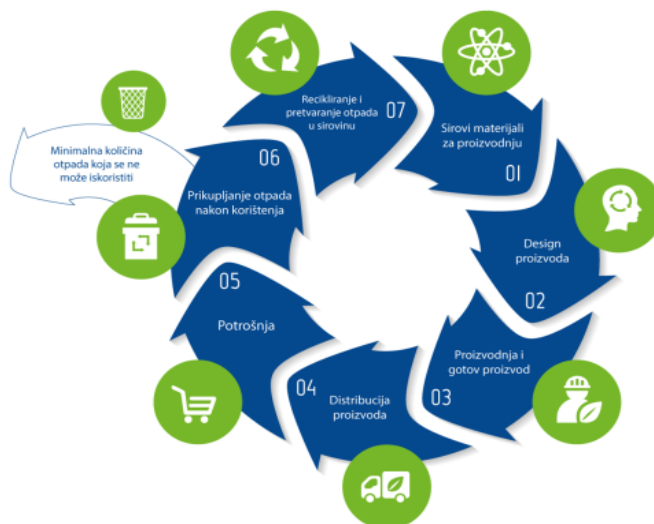 Sirovi materijali
za proizvodnju
01
Design
proizvoda
02
Proizvodnja i
gotov proizvod
03
Distribucija
proizvoda
04
Potrošnja
05
Prikupljanje otpada
nakon korištenja
06
Minimalna količina
otpada koja se ne
može iskoristiti
Recikliranje i
pretvaranje otpada
u sirovinu
07